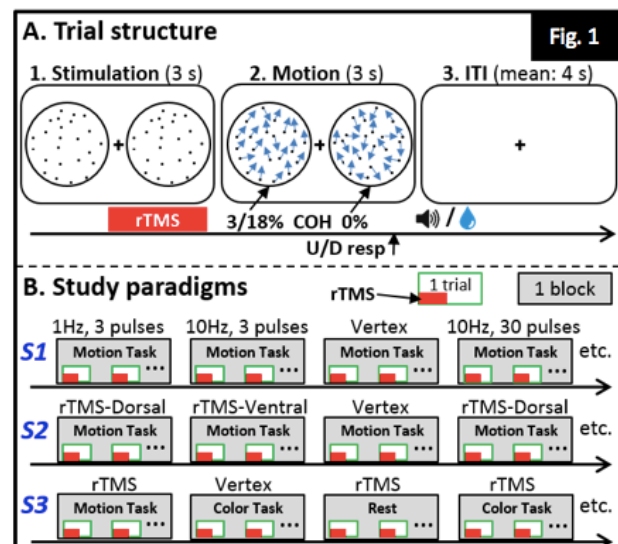 A. Trial structure
Fig. 1
1. Stimulation (3 s) 2. Motion (3 s) 3. ITI (mean: 4 s)
+ + +
rTMS 3/18% COH 0% /
U/D resp
B. Study paradigms
rTMS 1 trial 1 block
1Hz, 3 pulses 10Hz, 3 pulses Vertex 10Hz, 30 pulses
S1 Motion Task Motion Task Motion Task Motion Task etc.
... ... ... ...
rTMS-Dorsal rTMS-Ventral Vertex rTMS-Dorsal
S2 Motion Task Motion Task Motion Task Motion Task etc.
... ... ... ...
rTMS Vertex rTMS rTMS
S3 Motion Task Color Task Rest Color Task etc.
... ... ... ...